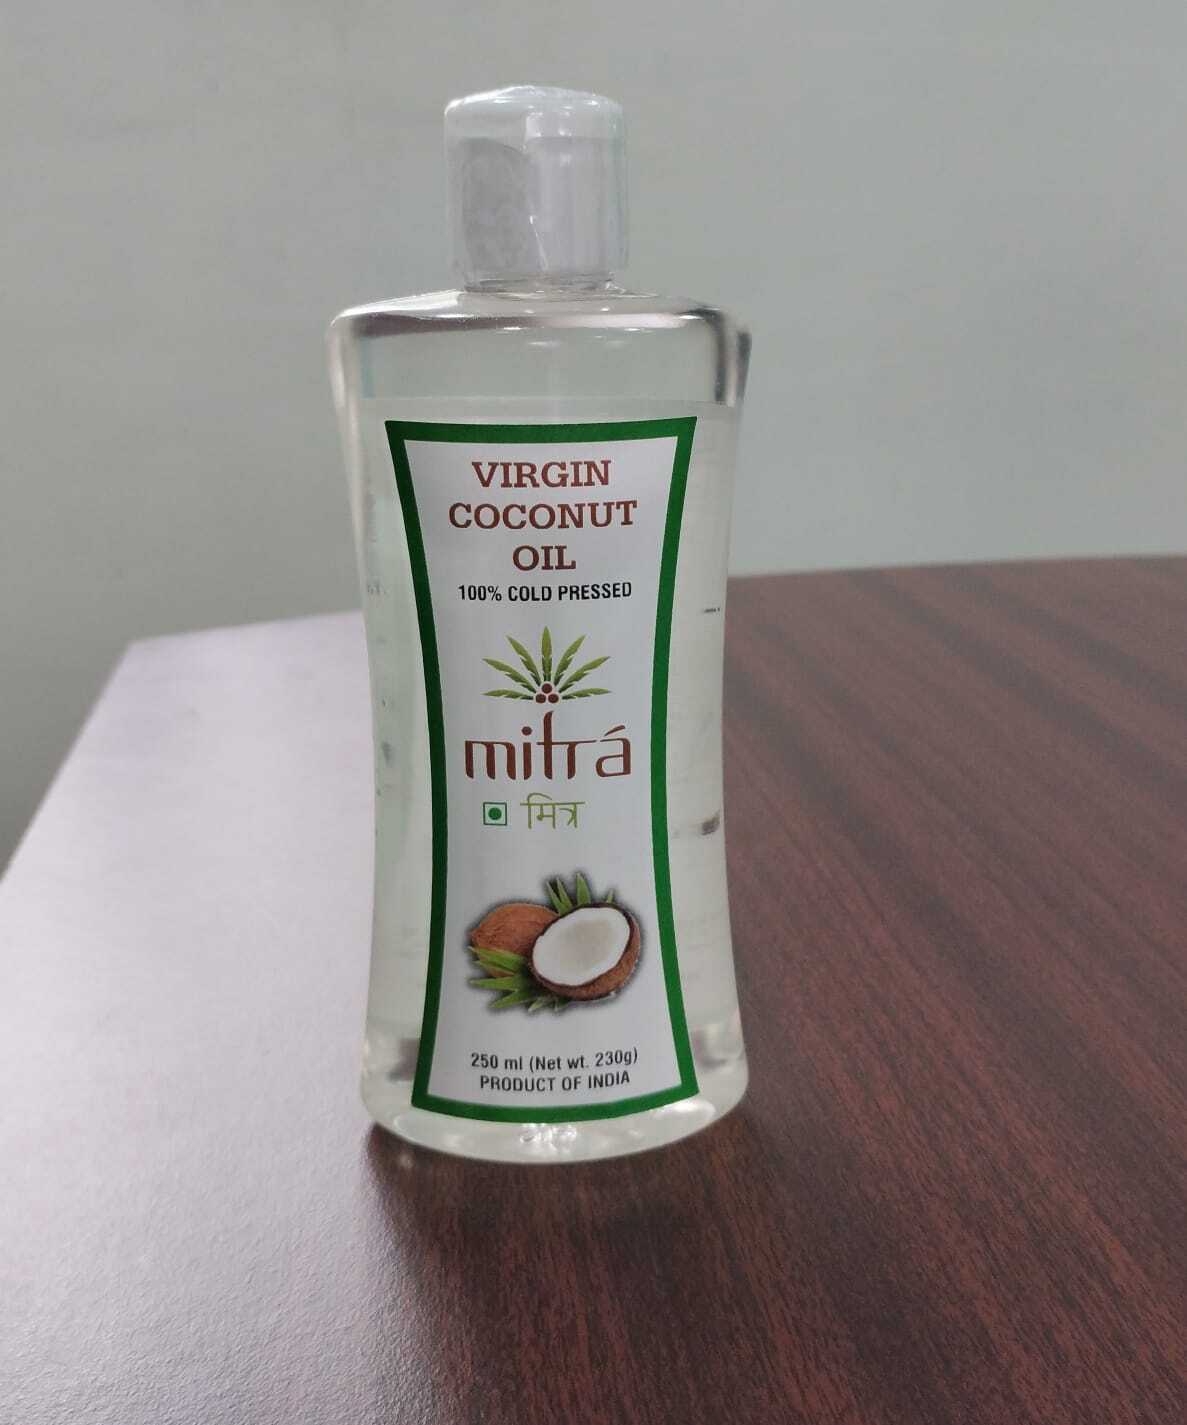 VIRGIN
COCONUT
OIL
100% COLD PRESSED
mitrá
मित्र
250 ml (Net wt. 230g)
PRODUCT OF INDIA